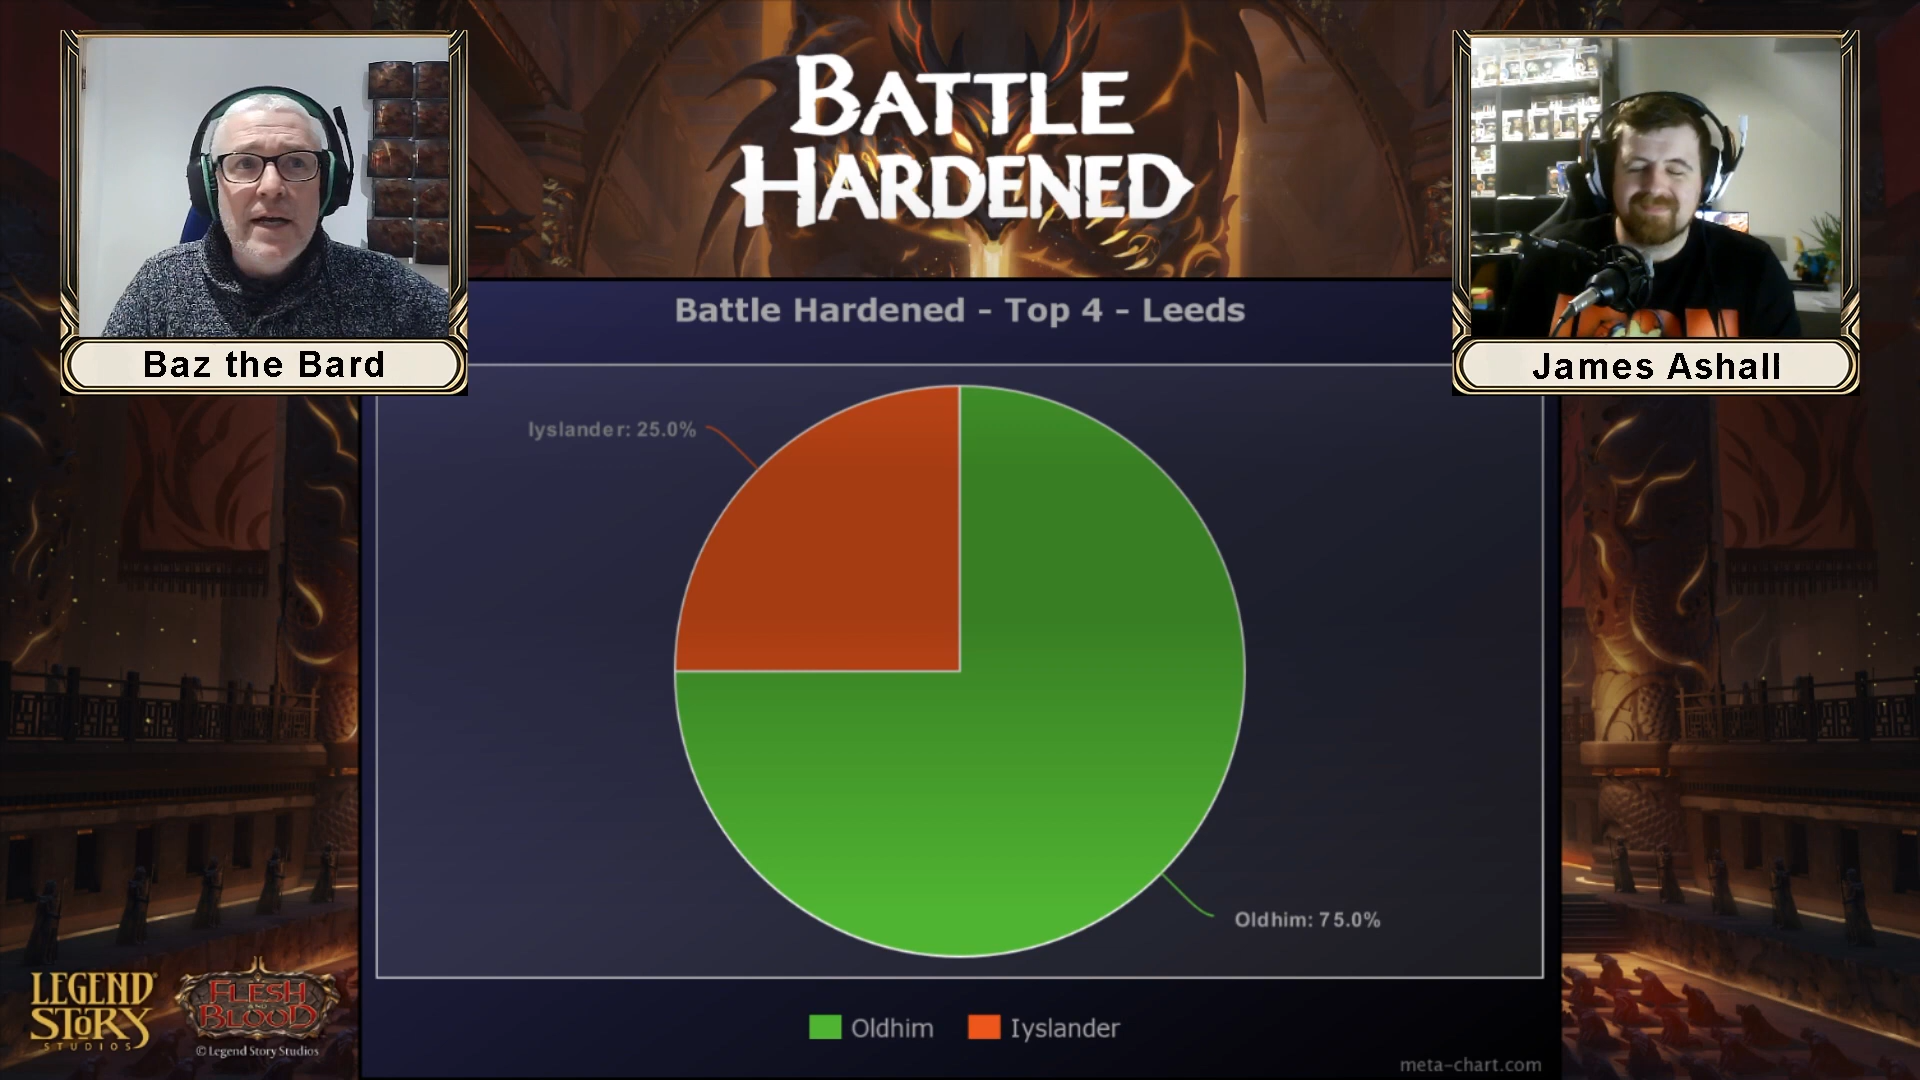 BATTLE
HARDENED
Baz the Bard
James Ashall
Battle Hardened - Top 4 - Leeds
Iyslander: 25.0%
Oldhim: 75.0%
Oldhim
Iyslander
meta-chart.com
LEGEND
STORY
STUDIOS
FLESH
AND
BLOOD
© Legend Story Studios